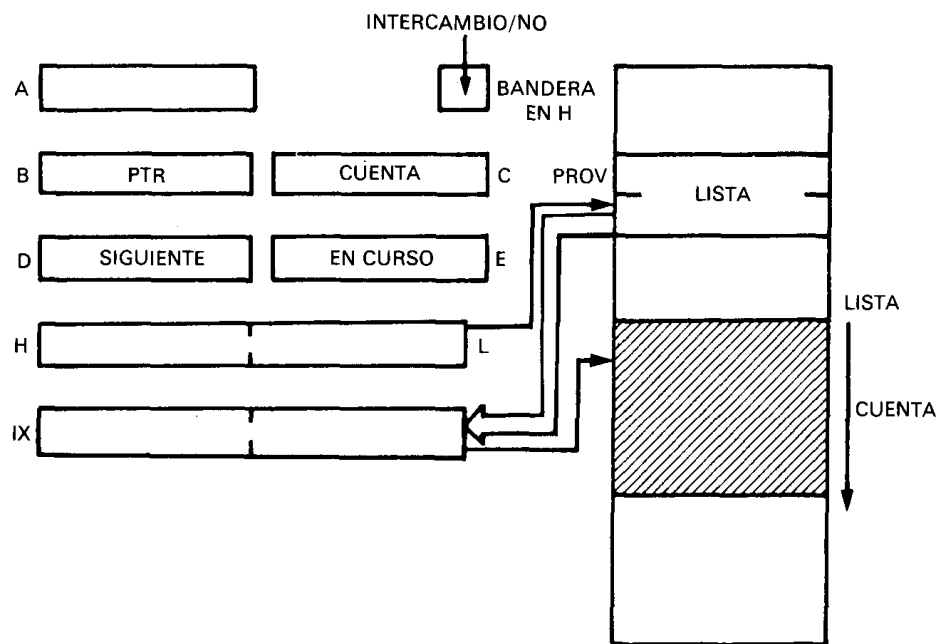 INTERCAMBIO/NO
A
BANDERA
EN H
B
PTR
CUENTA
C
PROV
LISTA
D
SIGUIENTE
EN CURSO
E
LISTA
H
L
CUENTA
IX